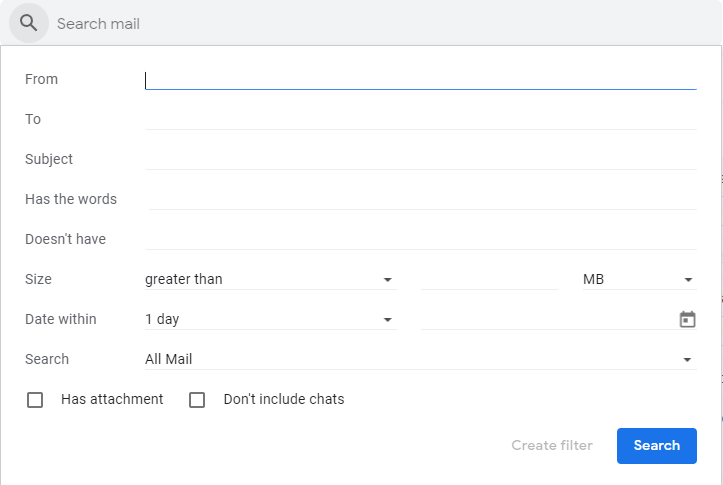 Search mail
From
To
Subject
Has the words
Doesn't have
Size greater than MB
Date within 1 day
Search All Mail
Has attachment Don't include chats
Create filter Search